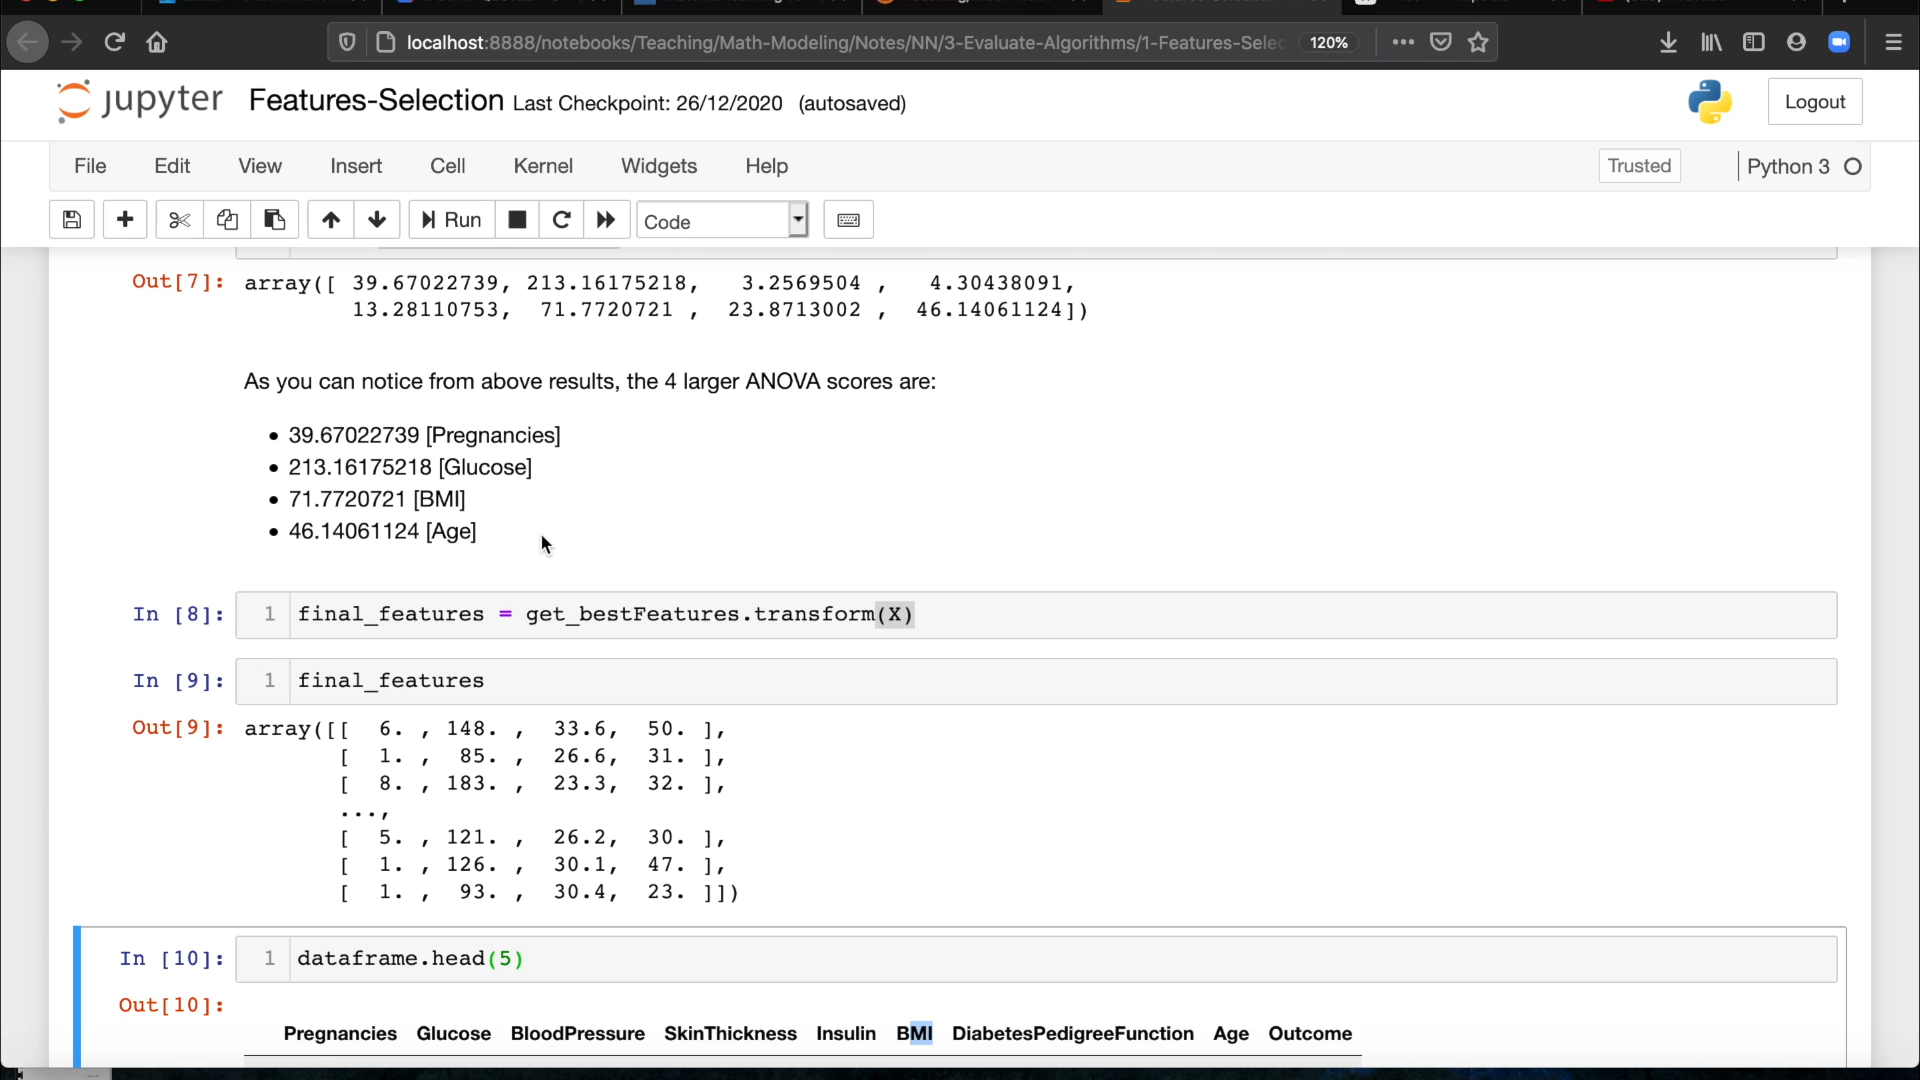 localhost:8888/notebooks/Teaching/Math-Modeling/Notes/NN/3-Evaluate-Algorithms/1-Features-Selec 120%
jupyter Features-Selection Last Checkpoint: 26/12/2020 (autosaved) Logout
File Edit View Insert Cell Kernel Widgets Help Trusted Python 3
Run Code
Out[7]: array([ 39.67022739, 213.16175218, 3.2569504 , 4.30438091,
13.28110753, 71.7720721 , 23.8713002 , 46.14061124])
As you can notice from above results, the 4 larger ANOVA scores are:
• 39.67022739 [Pregnancies]
• 213.16175218 [Glucose]
• 71.7720721 [BMI]
• 46.14061124 [Age]
In [8]: 1 final_features = get_bestFeatures.transform(X)
In [9]: 1 final_features
Out[9]: array([[ 6. , 148. , 33.6, 50. ],
[ 1. , 85. , 26.6, 31. ],
[ 8. , 183. , 23.3, 32. ],
...,
[ 5. , 121. , 26.2, 30. ],
[ 1. , 126. , 30.1, 47. ],
[ 1. , 93. , 30.4, 23. ]])
In [10]: 1 dataframe.head(5)
Out[10]:
Pregnancies Glucose BloodPressure SkinThickness Insulin BMI DiabetesPedigreeFunction Age Outcome